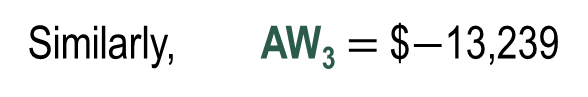 Similarly, AW₃ = $−13,239